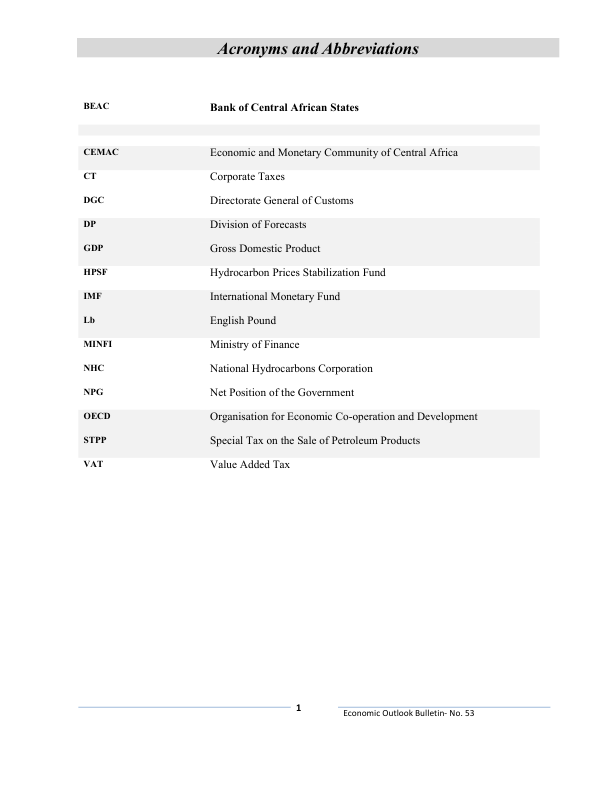 Acronyms and Abbreviations
BEAC Bank of Central African States
CEMAC Economic and Monetary Community of Central Africa
CT Corporate Taxes
DGC Directorate General of Customs
DP Division of Forecasts
GDP Gross Domestic Product
HPSF Hydrocarbon Prices Stabilization Fund
IMF International Monetary Fund
Lb English Pound
MINFI Ministry of Finance
NHC National Hydrocarbons Corporation
NPG Net Position of the Government
OECD Organisation for Economic Co-operation and Development
STPP Special Tax on the Sale of Petroleum Products
VAT Value Added Tax
1
Economic Outlook Bulletin- No. 53